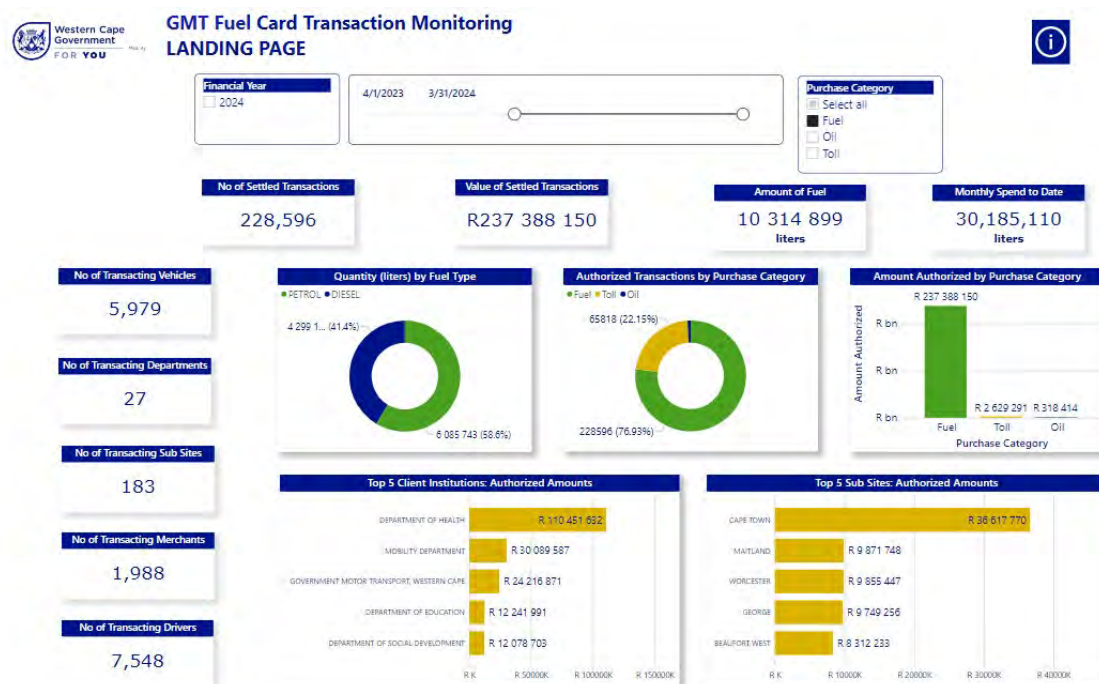 Western Cape
Government
FOR YOU
GMT Fuel Card Transaction Monitoring
LANDING PAGE
Financial Year
2024
4/1/2023 3/31/2024
Purchase Category
Select all
Fuel
Oil
Toll
No of Settled Transactions
228,596
Value of Settled Transactions
R237 388 150
Amount of Fuel
10 314 899
liters
Monthly Spend to Date
30,185,110
liters
No of Transacting Vehicles
5,979
No of Transacting Departments
27
No of Transacting Sub Sites
183
No of Transacting Merchants
1,988
No of Transacting Drivers
7,548
Quantity (liters) by Fuel Type
PETROL DIESEL
4 299 1... (41.4%)
6 085 743 (58.6%)
Authorized Transactions by Purchase Category
Fuel Toll Oil
65818 (22.15%)
228596 (76.93%)
Amount Authorized by Purchase Category
R 237 388 150
Amount Authorized
R bn
R bn
R bn
R 2 629 291
R 318 414
Fuel Toll Oil
Purchase Category
Top 5 Client Institutions: Authorized Amounts
DEPARTMENT OF HEALTH R 110 451 632
MOBILITY DEPARTMENT R 30 089 587
GOVERNMENT MOTOR TRANSPORT, WESTERN CAPE R 24 216 871
DEPARTMENT OF EDUCATION R 12 241 991
DEPARTMENT OF SOCIAL DEVELOPMENT R 12 078 703
R K R 50000K R 100000K R 150000K
Top 5 Sub Sites: Authorized Amounts
CAPE TOWN R 36 617 770
MAITLAND R 9 871 748
WORCESTER R 9 855 447
GEORGE R 9 749 256
BEAUFORT WEST R 8 312 233
R K R 10000K R 20000K R 30000K R 40000K